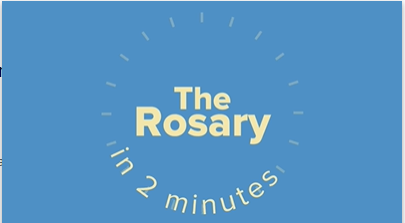 The
Rosary
in 2 minutes